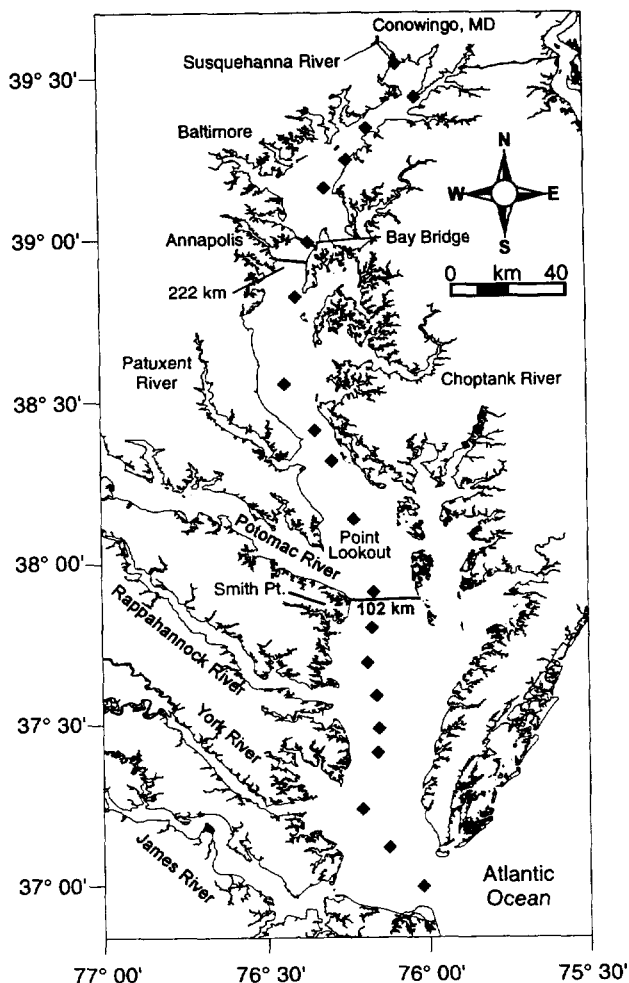 Conowingo, MD
Susquehanna River
39° 30'
Baltimore
N
W
E
S
39° 00'
Annapolis
Bay Bridge
0 km 40
222 km
Patuxent
River
Choptank River
38° 30'
Potomac River
Point
Lookout
38° 00'
Smith Pt.
102 km
Rappahannock River
37° 30'
York River
James River
37° 00'
Atlantic
Ocean
77° 00'
76° 30'
76° 00'
75° 30'